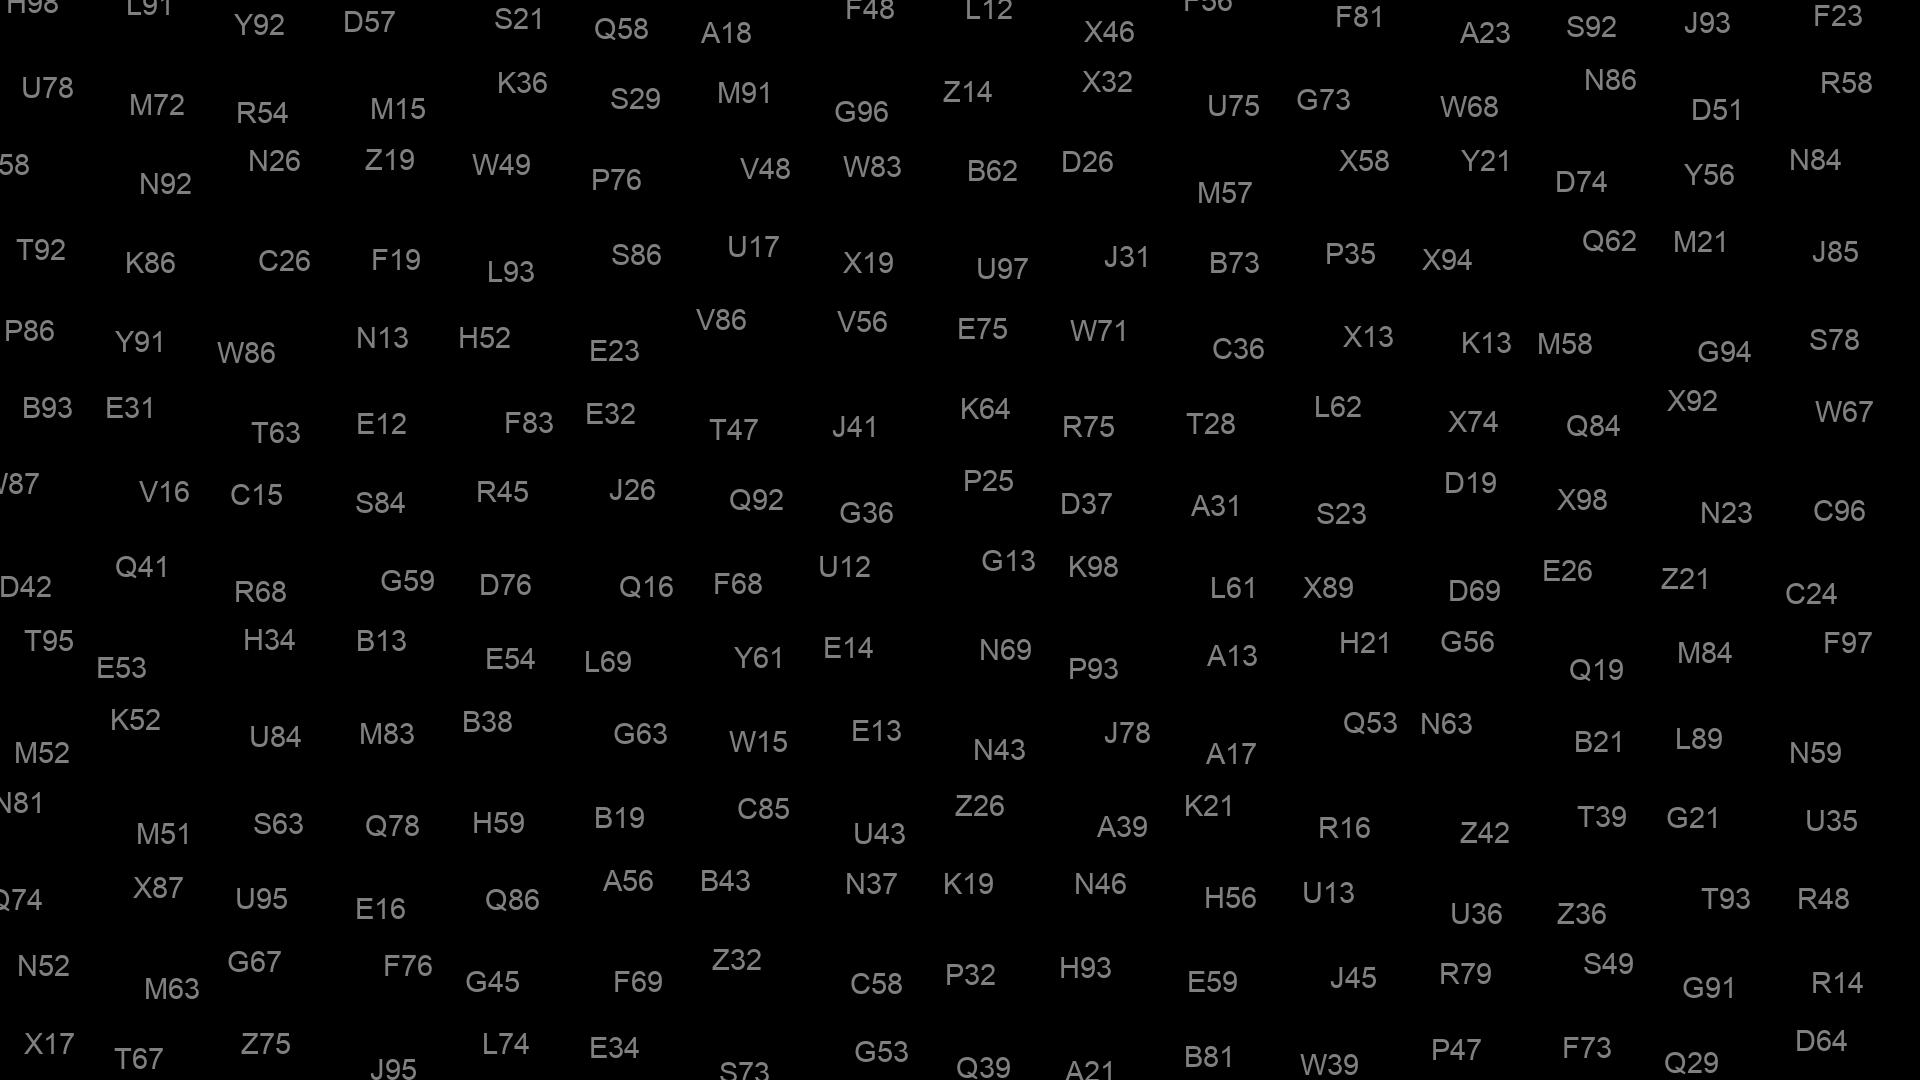 H98 L91 Y92 D57 S21 Q58 A18 F48 L12 X46 F56 F81 A23 S92 J93 F23
U78 M72 R54 M15 K36 S29 M91 G96 Z14 X32 U75 G73 W68 N86 D51 R58
58 N92 N26 Z19 W49 P76 V48 W83 B62 D26 M57 X58 Y21 D74 Y56 N84
T92 K86 C26 F19 L93 S86 U17 X19 U97 J31 B73 P35 X94 Q62 M21 J85
P86 Y91 W86 N13 H52 E23 V86 V56 E75 W71 C36 X13 K13 M58 G94 S78
B93 E31 T63 E12 F83 E32 T47 J41 K64 R75 T28 L62 X74 Q84 X92 W67
W87 V16 C15 S84 R45 J26 Q92 G36 P25 D37 A31 S23 D19 X98 N23 C96
D42 Q41 R68 G59 D76 Q16 F68 U12 G13 K98 L61 X89 D69 E26 Z21 C24
T95 E53 H34 B13 E54 L69 Y61 E14 N69 P93 A13 H21 G56 Q19 M84 F97
M52 K52 U84 M83 B38 G63 W15 E13 N43 J78 A17 Q53 N63 B21 L89 N59
N81 M51 S63 Q78 H59 B19 C85 U43 Z26 A39 K21 R16 Z42 T39 G21 U35
Q74 X87 U95 E16 Q86 A56 B43 N37 K19 N46 H56 U13 U36 Z36 T93 R48
N52 M63 G67 F76 G45 F69 Z32 C58 P32 H93 E59 J45 R79 S49 G91 R14
X17 T67 Z75 J95 L74 E34 S73 G53 Q39 A21 B81 W39 P47 F73 Q29 D64